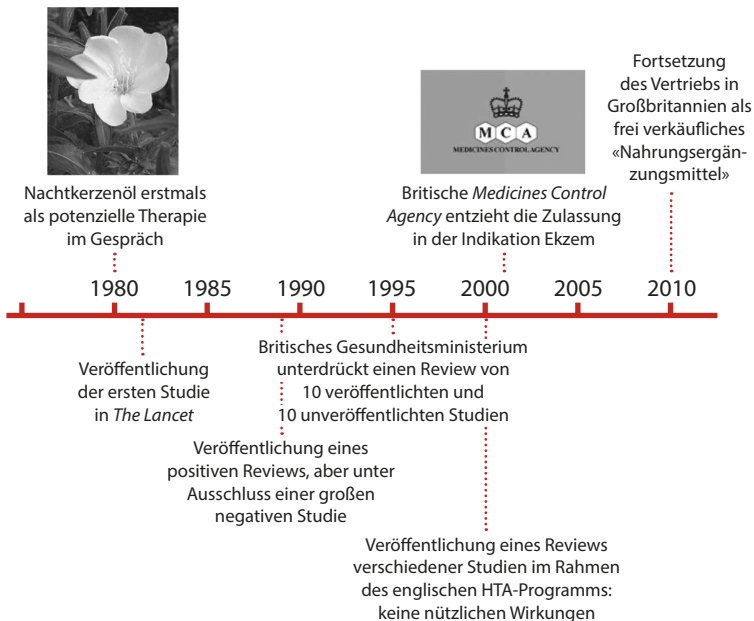 Nachtkerzenöl erstmals
als potenzielle Therapie
im Gespräch
M C A
MEDICINES CONTROL AGENCY
Britische Medicines Control
Agency entzieht die Zulassung
in der Indikation Ekzem
Fortsetzung
des Vertriebs in
Großbritannien als
frei verkäufliches
«Nahrungsergän-
zungsmittel»
1980 1985 1990 1995 2000 2005 2010
Veröffentlichung
der ersten Studie
in The Lancet
Britisches Gesundheitsministerium
unterdrückt einen Review von
10 veröffentlichten und
10 unveröffentlichten Studien
Veröffentlichung eines
positiven Reviews, aber unter
Ausschluss einer großen
negativen Studie
Veröffentlichung eines Reviews
verschiedener Studien im Rahmen
des englischen HTA-Programms:
keine nützlichen Wirkungen